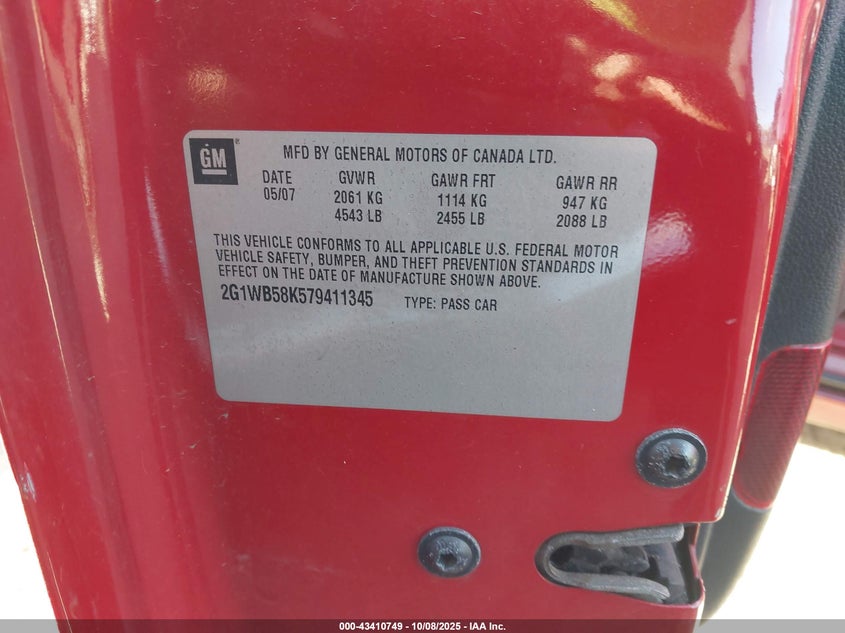 GM
MFD BY GENERAL MOTORS OF CANADA LTD.
DATE GVWR GAWR FRT GAWR RR
05/07 2061 KG 1114 KG 947 KG
4543 LB 2455 LB 2088 LB
THIS VEHICLE CONFORMS TO ALL APPLICABLE U.S. FEDERAL MOTOR
VEHICLE SAFETY, BUMPER, AND THEFT PREVENTION STANDARDS IN
EFFECT ON THE DATE OF MANUFACTURE SHOWN ABOVE.
2G1WB58K579411345 TYPE: PASS CAR
000-43410749 - 10/08/2025 - IAA Inc.